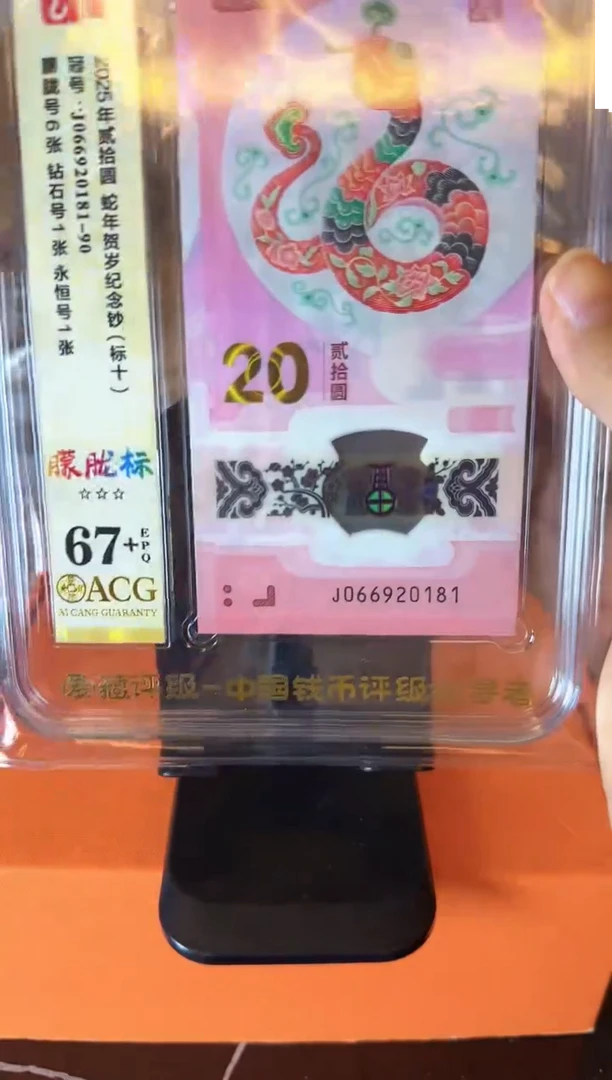 2025年贰拾圆 蛇年贺岁纪念钞（标十）
冠号：J066920181-90
朦胧号6张 钻石号1张 永恒号1张
朦胧标
☆☆☆
67+EPQ
ACG
AI CANG GUARANTY
20
贰拾圆
J066920181
爱藏评级-中国钱币评级